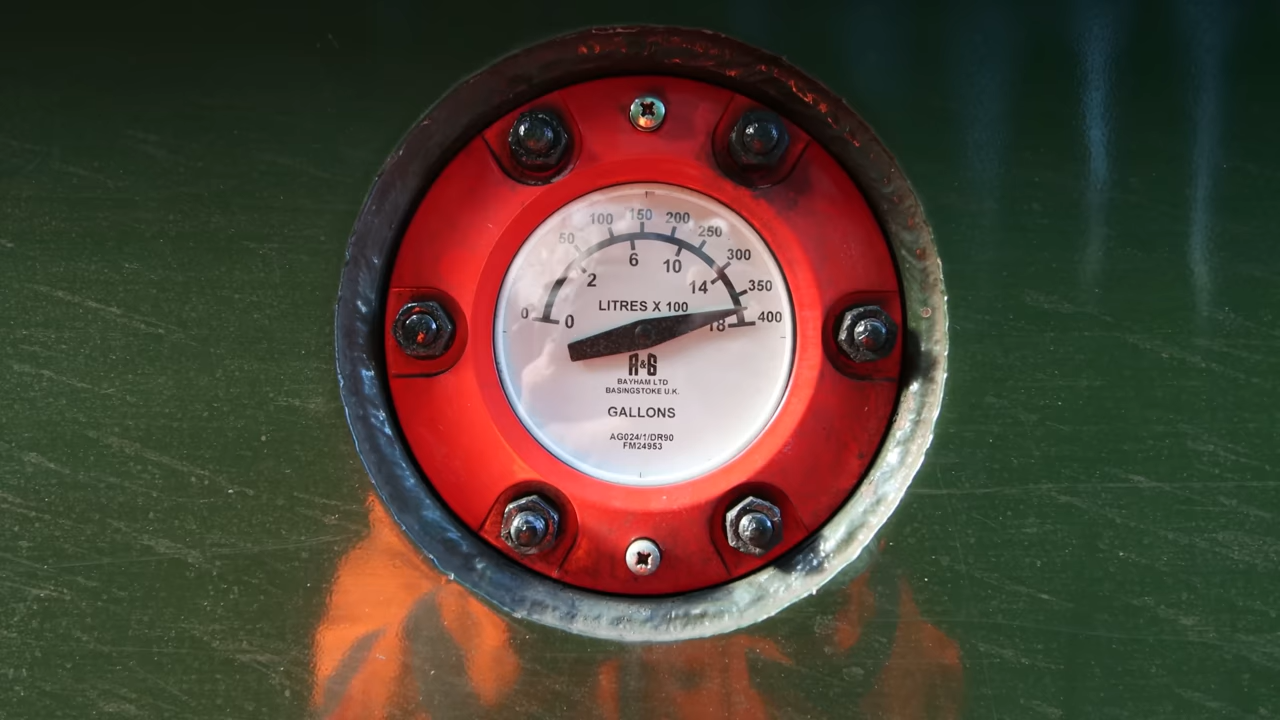 0 50 100 150 200 250 300 350 400
0 2 6 10 14 18
LITRES X 100
A&G
BAYHAM LTD
BASINGSTOKE U.K.
GALLONS
AG024/1/DR90
FM24953